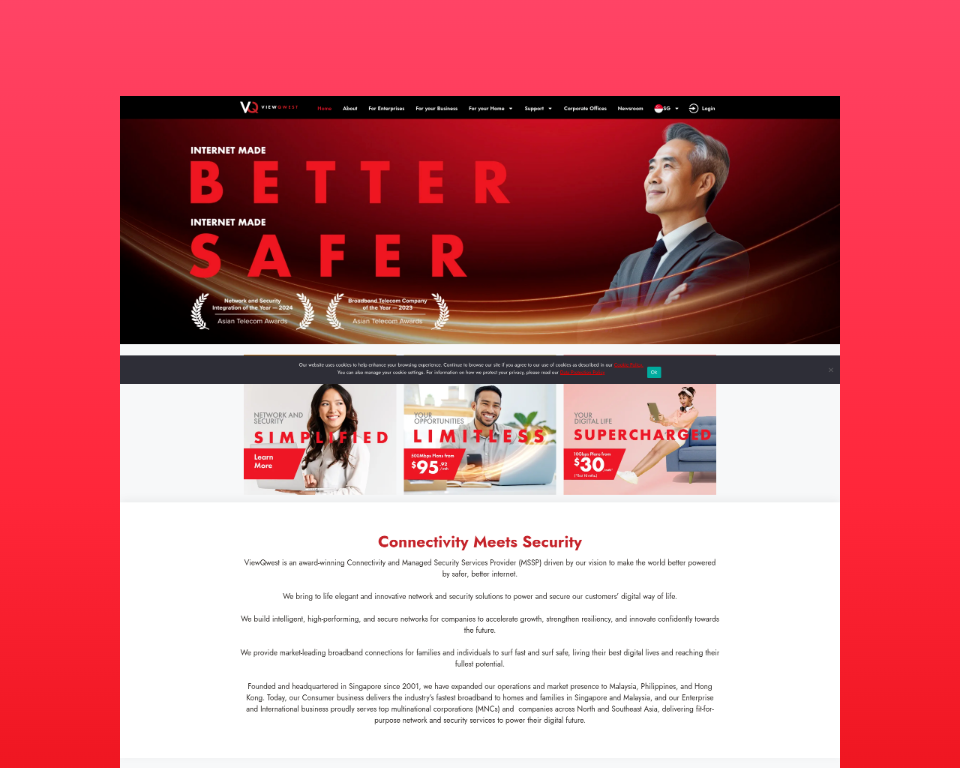 VQ VIEWQWEST
Home
About
For Enterprises
For your Business
For your Home
Support
Corporate Offices
Newsroom
SG
Login
INTERNET MADE
BETTER
INTERNET MADE
SAFER
Network and Security
Integration of the Year — 2024
Asian Telecom Awards
Broadband Telecom Company
of the Year — 2023
Asian Telecom Awards
Our website uses cookies to help enhance your browsing experience. Continue to browse our site if you agree to our use of cookies as described in our
You can also manage your cookie settings. For information on how we protect your privacy, please read our
Ok
NETWORK AND
SECURITY
SIMPLIFIED
Learn
More
YOUR
OPPORTUNITIES
LIMITLESS
500Mbps Plans from
$95
YOUR
DIGITAL LIFE
SUPERCHARGED
Plans from
$30
Connectivity Meets Security
ViewQwest is an award-winning Connectivity and Managed Security Services Provider (MSSP) driven by our vision to make the world better powered
by safer, better internet.
We bring to life elegant and innovative network and security solutions to power and secure our customers' digital way of life.
We build intelligent, high-performing, and secure networks for companies to accelerate growth, strengthen resiliency, and innovate confidently towards
the future.
We provide market-leading broadband connections for families and individuals to surf fast and surf safe, living their best digital lives and reaching their
fullest potential.
Founded and headquartered in Singapore since 2001, we have expanded our operations and market presence to Malaysia, Philippines, and Hong
Kong. Today, our Consumer business delivers the industry's fastest broadband to homes and families in Singapore and Malaysia, and our Enterprise
and International business proudly serves top multinational corporations (MNCs) and companies across North and Southeast Asia, delivering fit-for-
purpose network and security services to power their digital future.